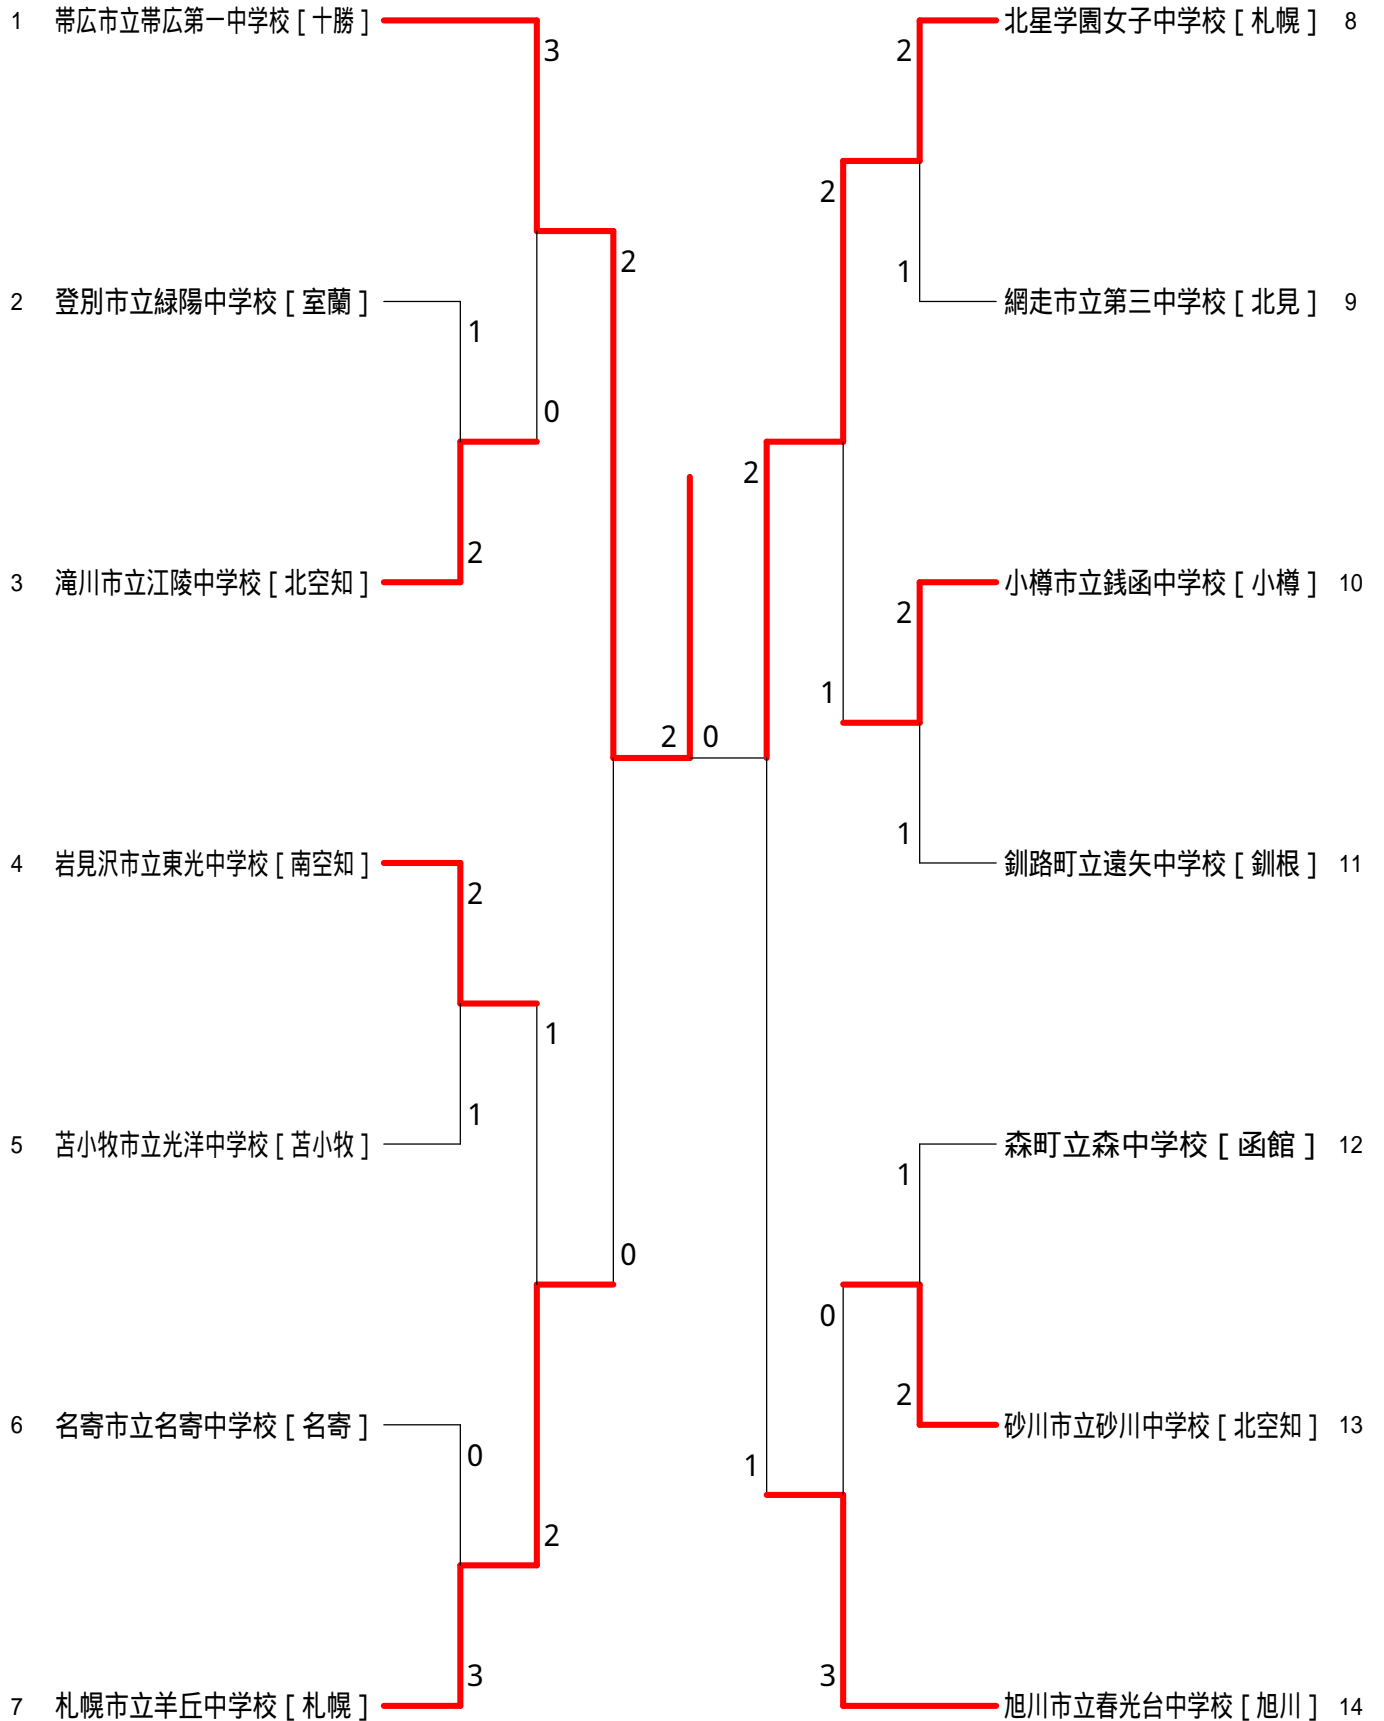 1 帯広市立帯広第一中学校 [ 十勝 ]
3
2
2 登別市立緑陽中学校 [ 室蘭 ]
1
0
3 滝川市立江陵中学校 [ 北空知 ]
2
2 0
4 岩見沢市立東光中学校 [ 南空知 ]
2
1
5 苫小牧市立光洋中学校 [ 苫小牧 ]
1
0
6 名寄市立名寄中学校 [ 名寄 ]
0
2
7 札幌市立羊丘中学校 [ 札幌 ]
3
北星学園女子中学校 [ 札幌 ] 8
2
2
1
網走市立第三中学校 [ 北見 ] 9
2
小樽市立銭函中学校 [ 小樽 ] 10
2
1
1
釧路町立遠矢中学校 [ 釧根 ] 11
森町立森中学校 [ 函館 ] 12
1
0
2
砂川市立砂川中学校 [ 北空知 ] 13
1
3
旭川市立春光台中学校 [ 旭川 ] 14